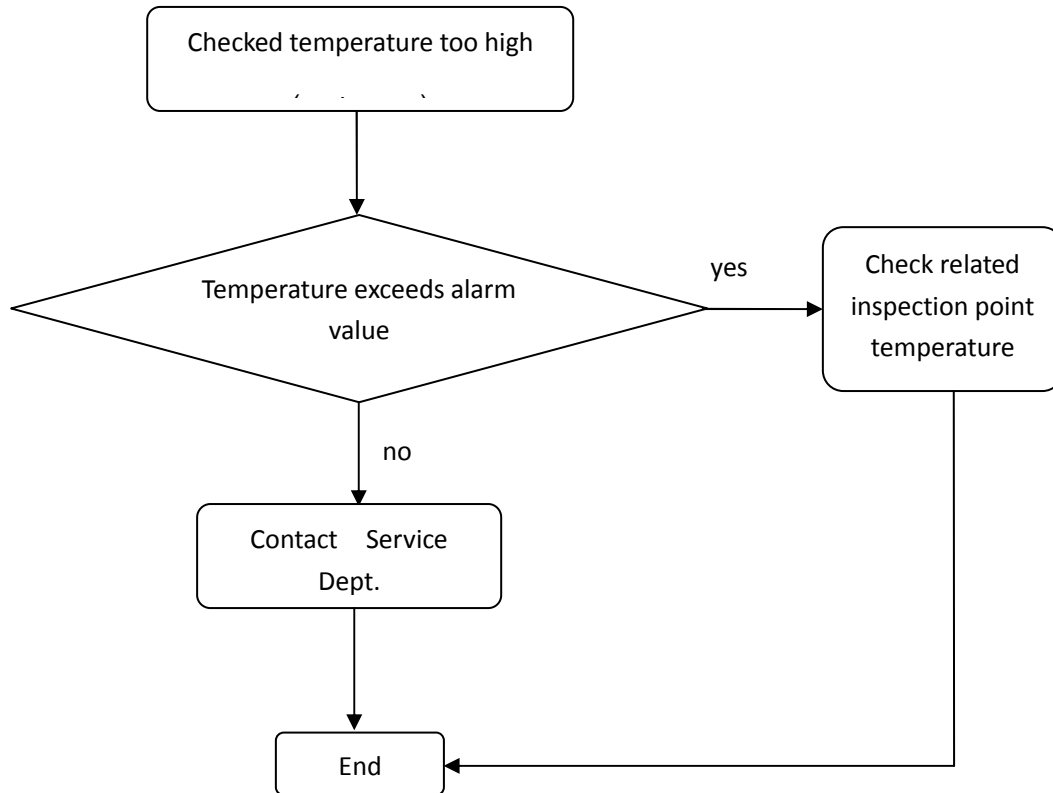 Checked temperature too high
Temperature exceeds alarm
value
yes
Check related
inspection point
temperature
no
Contact Service
Dept.
End